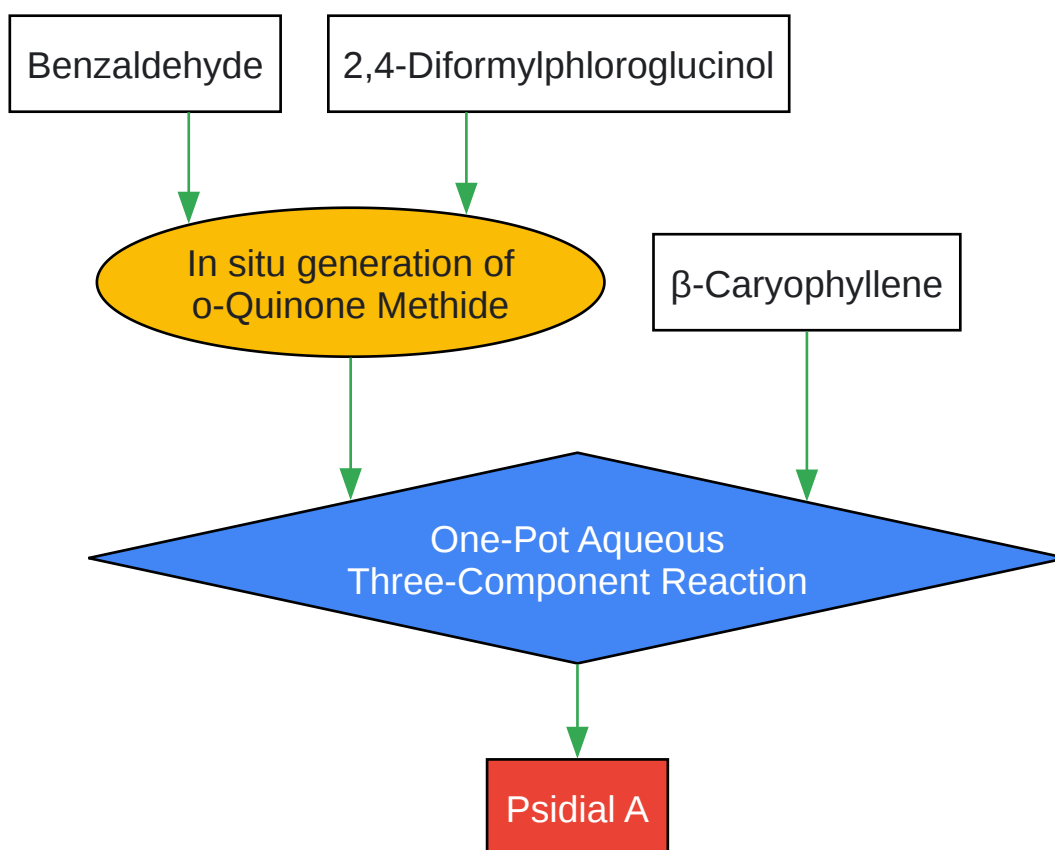 Benzaldehyde
2,4-Diformylphloroglucinol
In situ generation of
o-Quinone Methide
β-Caryophyllene
One-Pot Aqueous
Three-Component Reaction
Psidial A